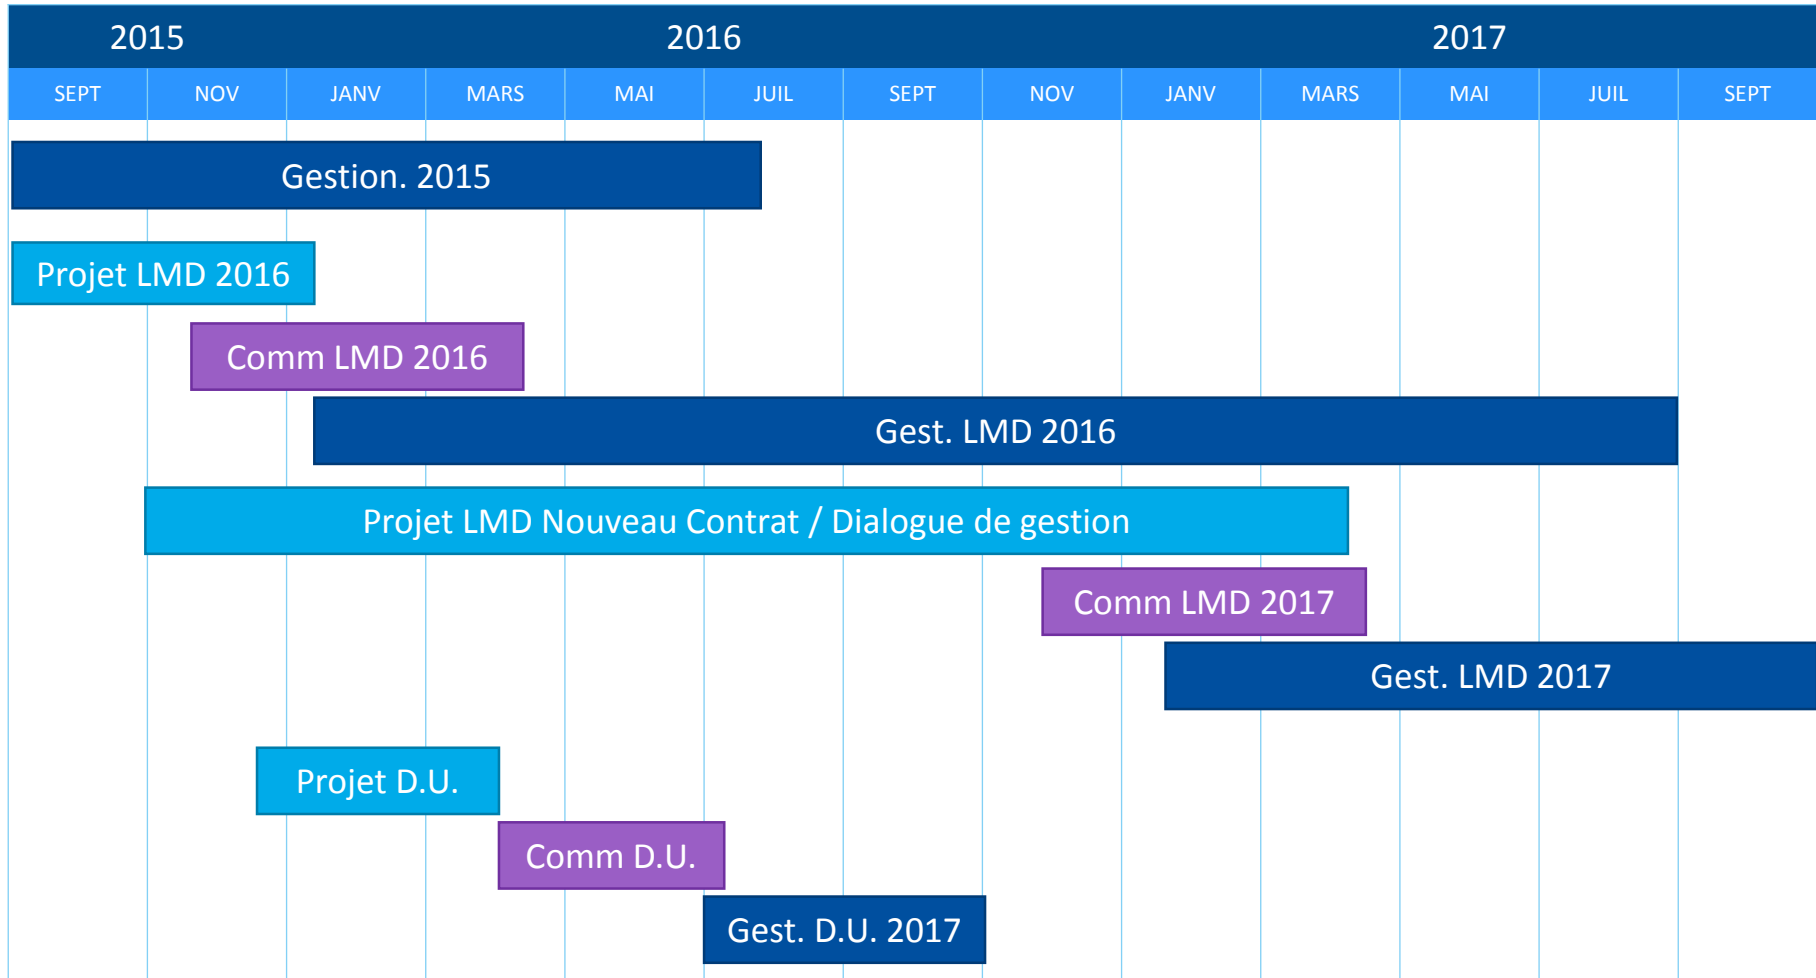 2015 2016 2017
SEPT NOV JANV MARS MAI JUIL SEPT NOV JANV MARS MAI JUIL SEPT
Gestion. 2015
Projet LMD 2016
Comm LMD 2016
Gest. LMD 2016
Projet LMD Nouveau Contrat / Dialogue de gestion
Comm LMD 2017
Gest. LMD 2017
Projet D.U.
Comm D.U.
Gest. D.U. 2017